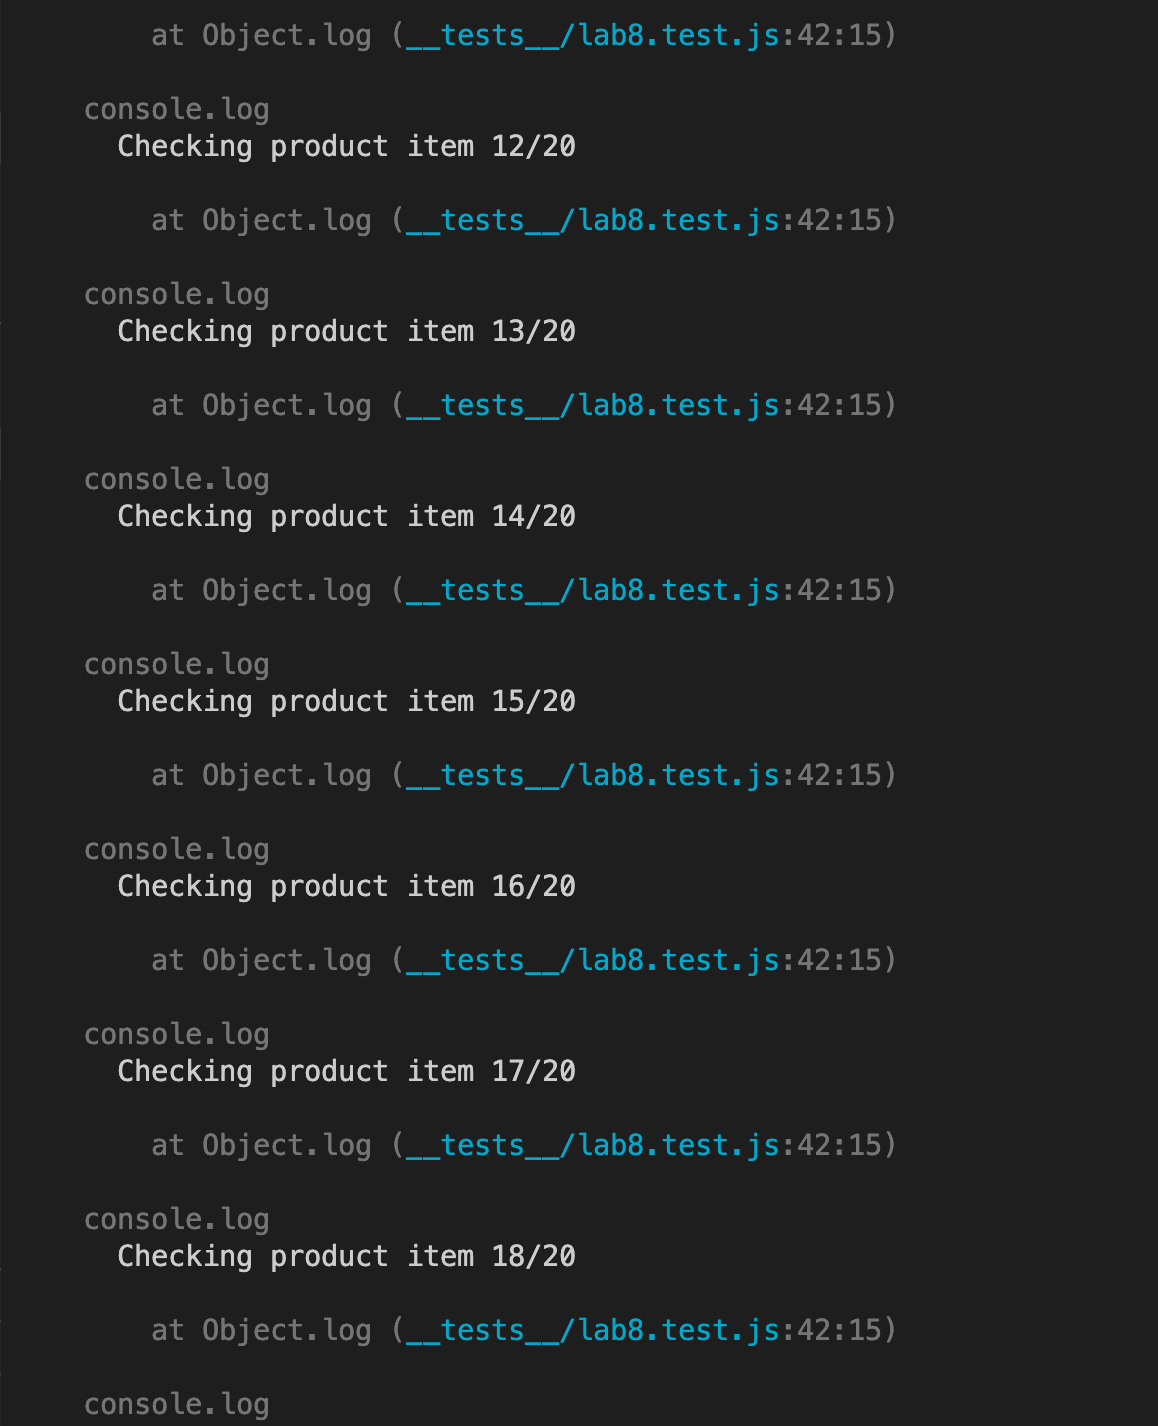 at Object.log (__tests__/lab8.test.js:42:15)
console.log
Checking product item 12/20
at Object.log (__tests__/lab8.test.js:42:15)
console.log
Checking product item 13/20
at Object.log (__tests__/lab8.test.js:42:15)
console.log
Checking product item 14/20
at Object.log (__tests__/lab8.test.js:42:15)
console.log
Checking product item 15/20
at Object.log (__tests__/lab8.test.js:42:15)
console.log
Checking product item 16/20
at Object.log (__tests__/lab8.test.js:42:15)
console.log
Checking product item 17/20
at Object.log (__tests__/lab8.test.js:42:15)
console.log
Checking product item 18/20
at Object.log (__tests__/lab8.test.js:42:15)
console.log